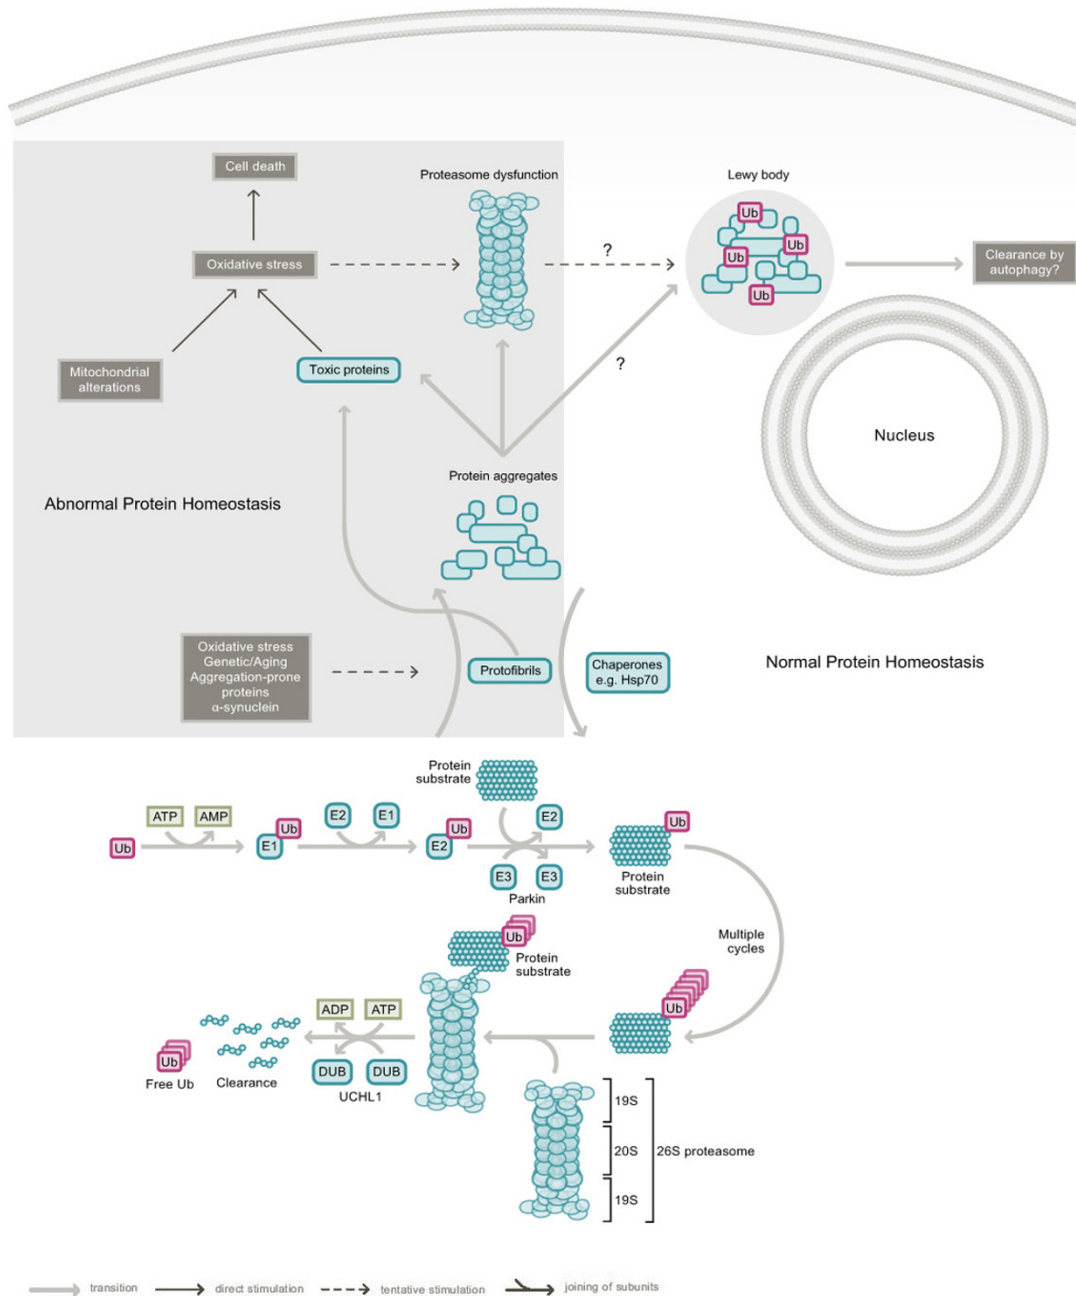 Cell death
Proteasome dysfunction
Lewy body
Ub
Ub
Ub
Ub
?
Oxidative stress
Clearance by
autophagy?
Mitochondrial
alterations
Toxic proteins
?
Nucleus
Protein aggregates
Abnormal Protein Homeostasis
Oxidative stress
Genetic/Aging
Aggregation-prone
proteins
α-synuclein
Protofibrils
Chaperones
e.g. Hsp70
Normal Protein Homeostasis
Protein
substrate
ATP
AMP
E2
E1
E2
Ub
E1
Ub
E2
Ub
E3
E3
Parkin
Ub
Protein
substrate
Multiple
cycles
Ub
Protein
substrate
Ub
ADP
ATP
DUB
DUB
UCHL1
Ub
Free Ub
Clearance
19S
20S
19S
26S proteasome
transition
direct stimulation
tentative stimulation
joining of subunits